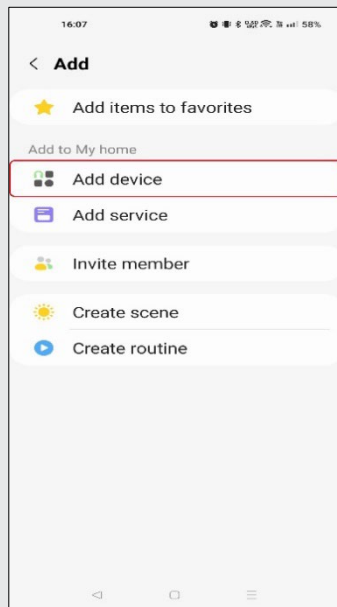 16:07 58%
Add
Add items to favorites
Add to My home
Add device
Add service
Invite member
Create scene
Create routine